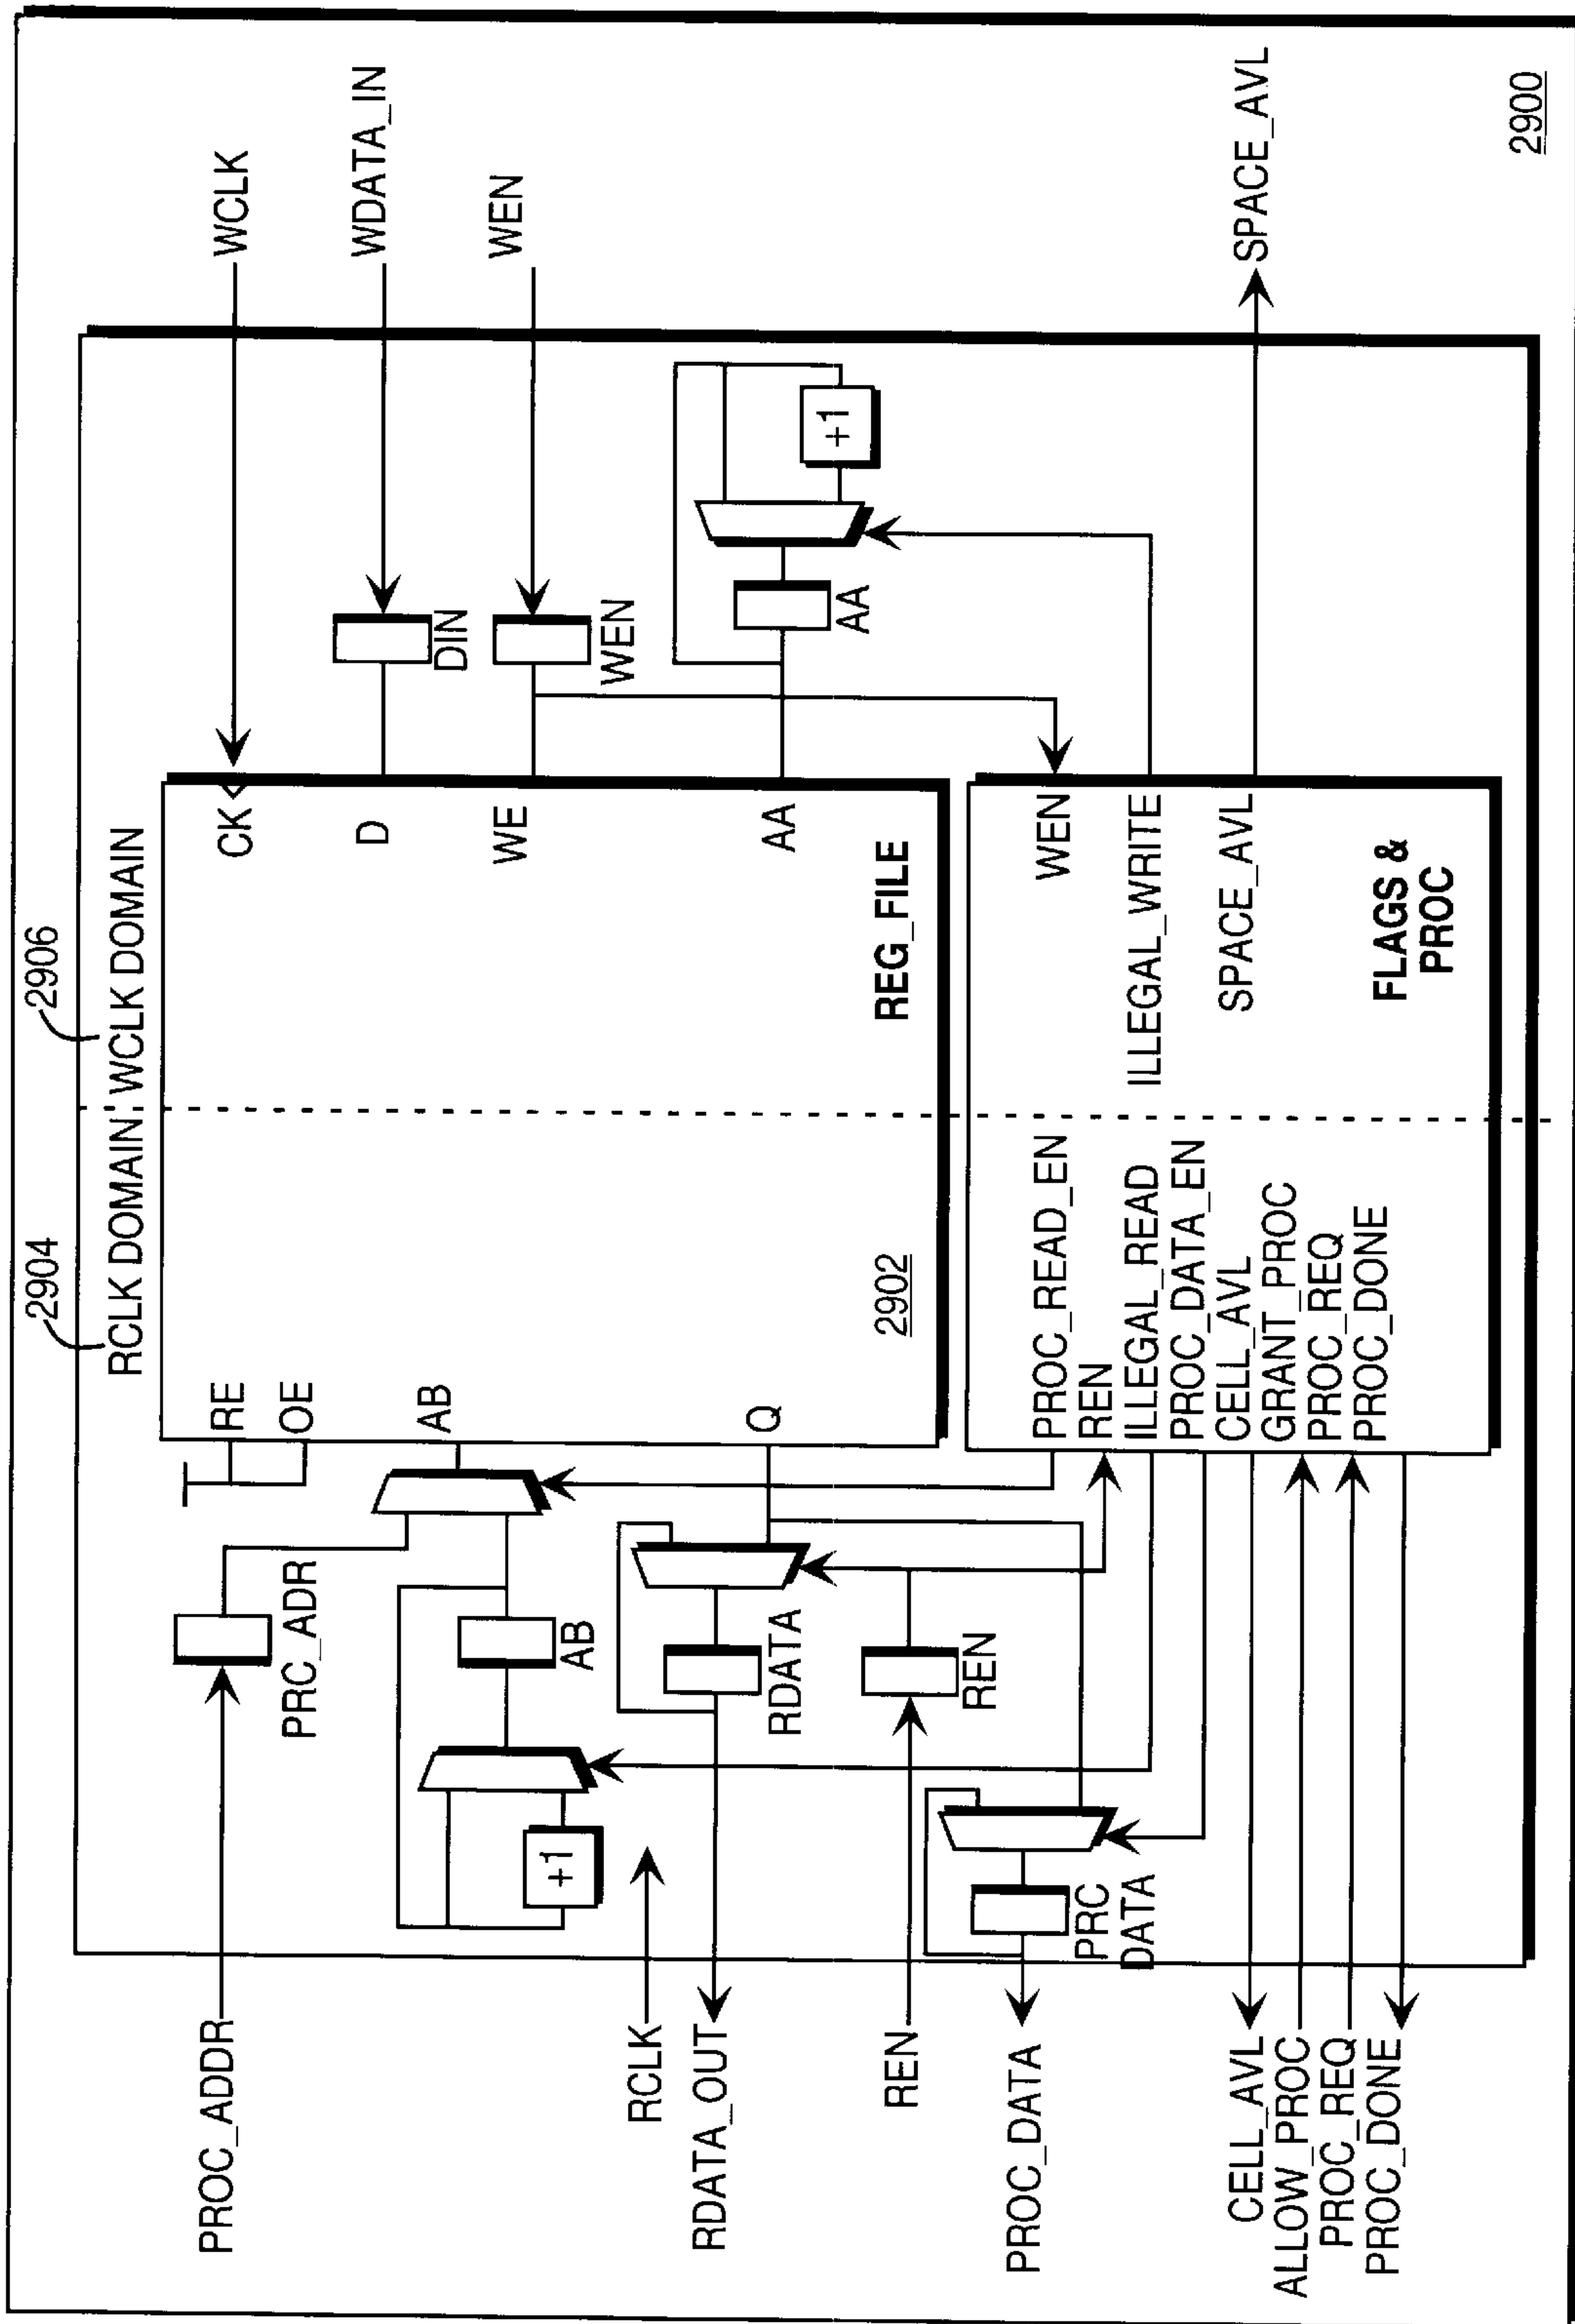 2904
2906
RCLK DOMAIN
WCLK DOMAIN
PROC_ADDR
PRC_ADR
RE
OE
AB
Q
CK
D
WE
AA
WCLK
WDATA_IN
DIN
WEN
WEN
+1
AB
+1
AA
RCLK
RDATA_OUT
RDATA
2902
REG_FILE
REN
REN
PROC_DATA
PRC
DATA
PROC_READ_EN
REN
ILLEGAL_READ
PROC_DATA_EN
CELL_AVL
GRANT_PROC
PROC_REQ
PROC_DONE
WEN
ILLEGAL_WRITE
SPACE_AVL
FLAGS &
PROC
CELL_AVL
ALLOW_PROC
PROC_REQ
PROC_DONE
SPACE_AVL
2900